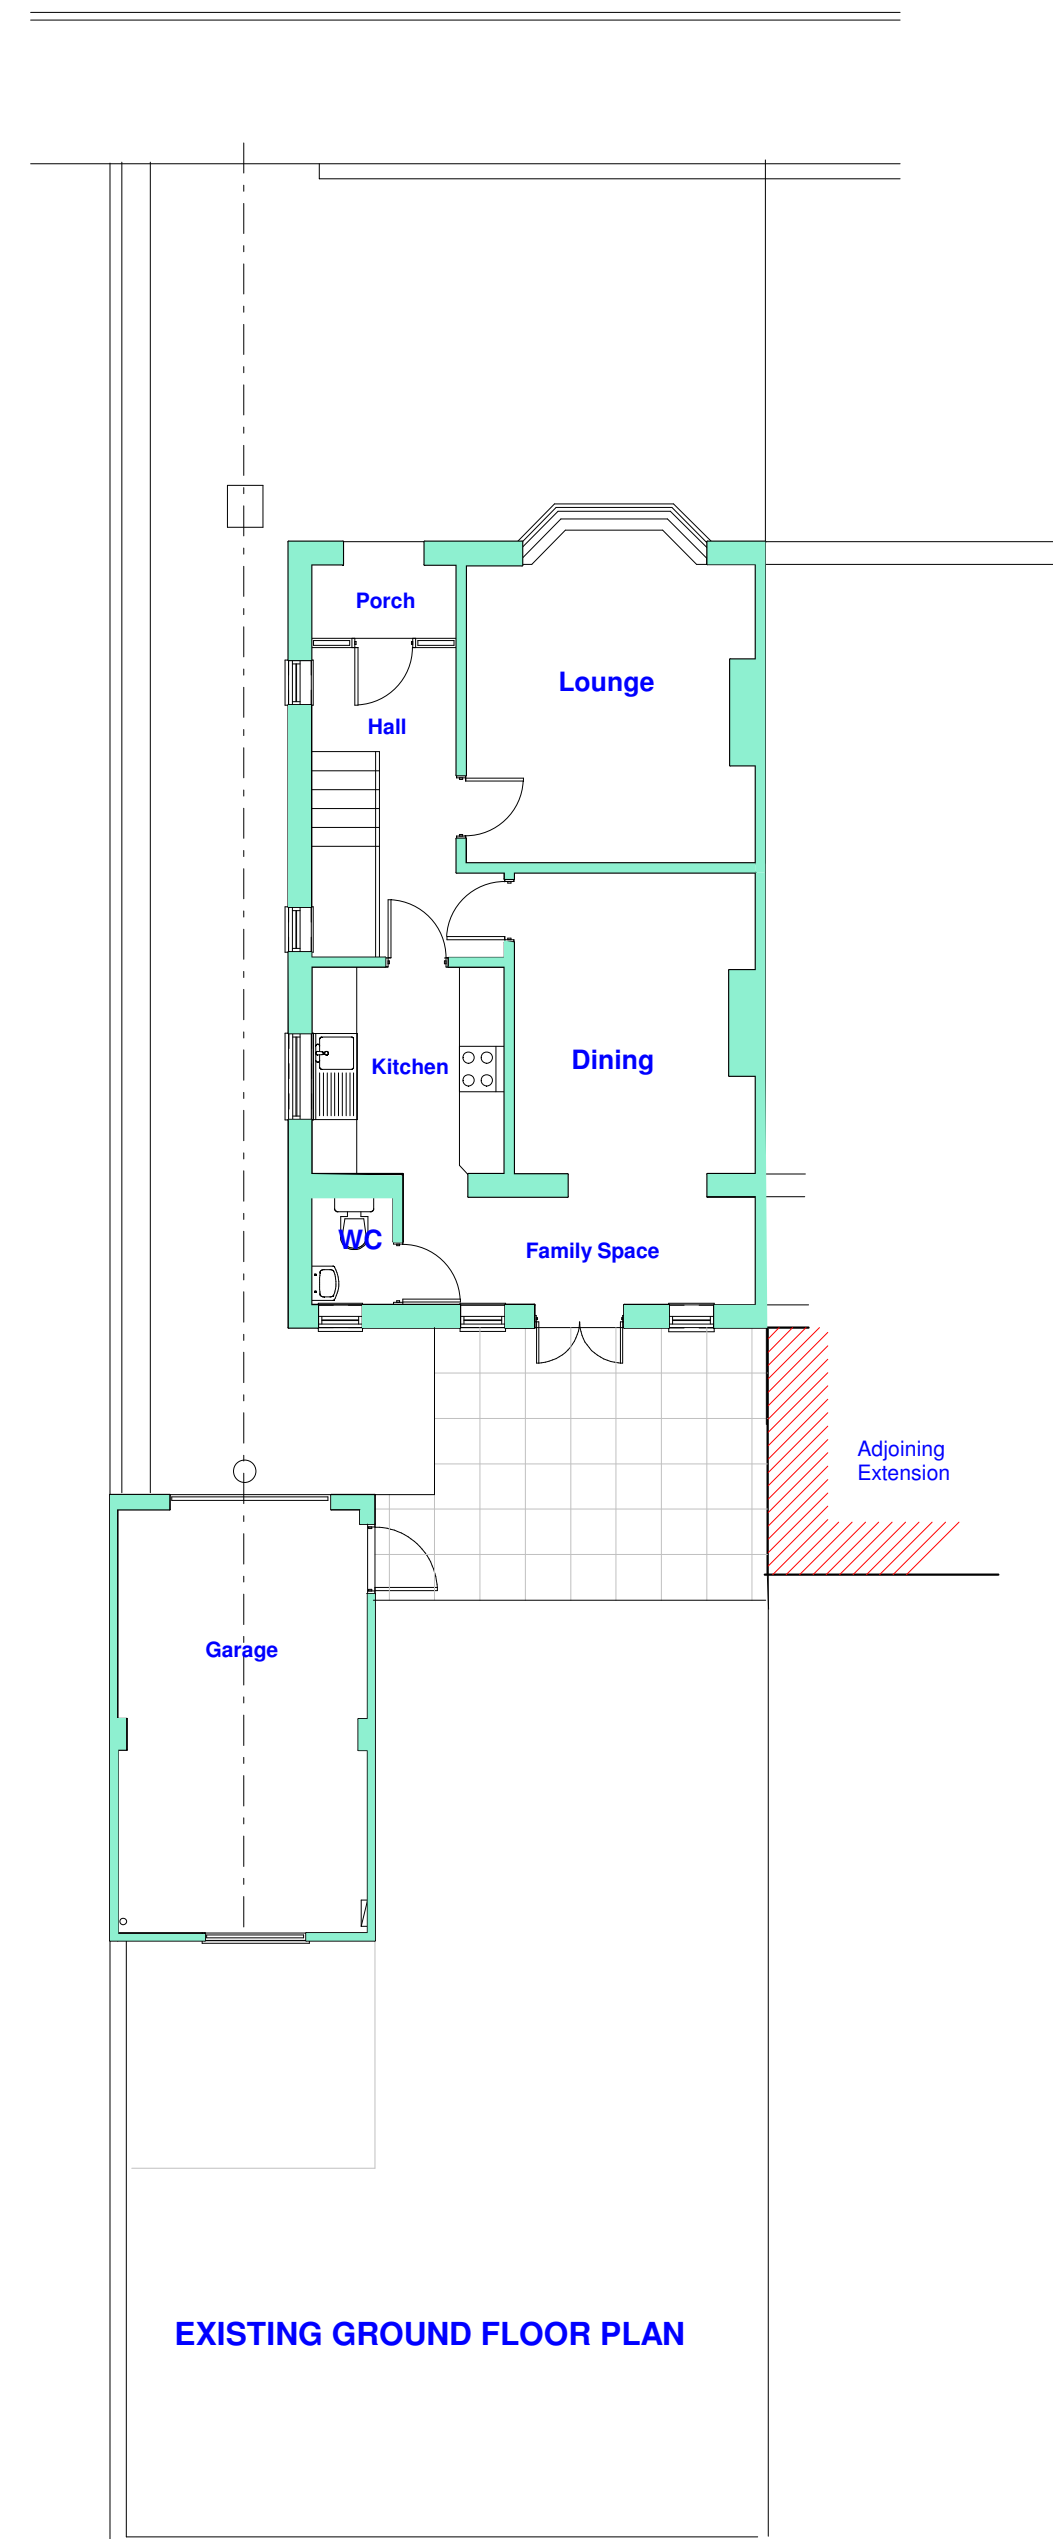 Porch
Lounge
Hall
Dining
Kitchen
WC
Family Space
Adjoining
Extension
Garage
EXISTING GROUND FLOOR PLAN